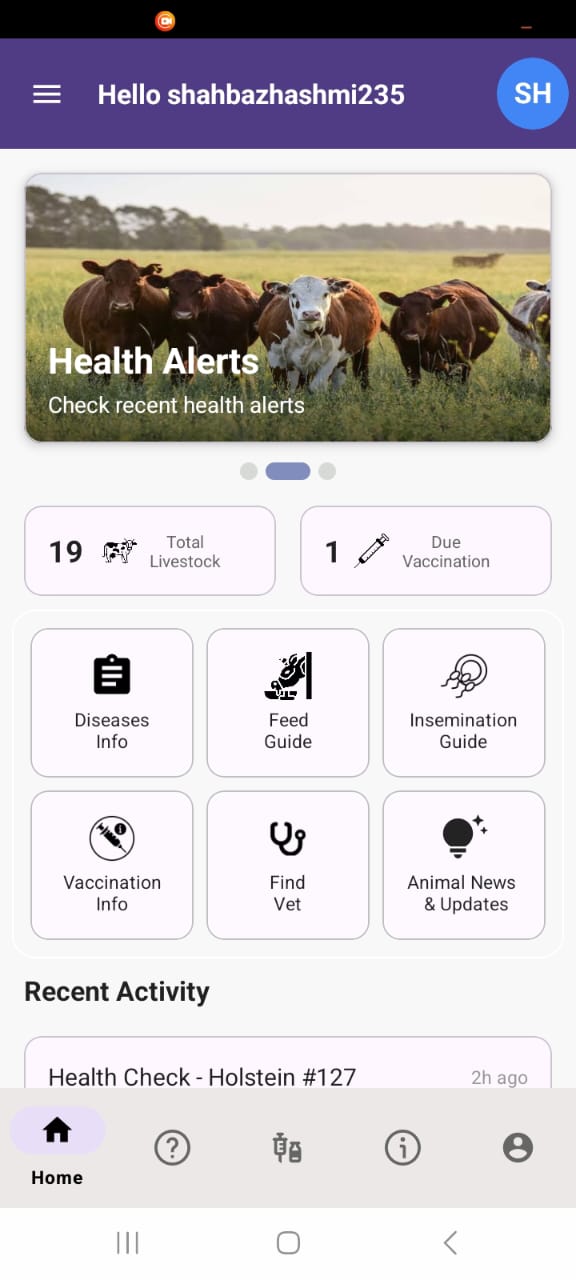 Hello shahbazhashmi235
SH
Health Alerts
Check recent health alerts
19
Total
Livestock
1
Due
Vaccination
Diseases
Info
Feed
Guide
Insemination
Guide
Vaccination
Info
Find
Vet
Animal News
& Updates
Recent Activity
Health Check - Holstein #127
2h ago
Home